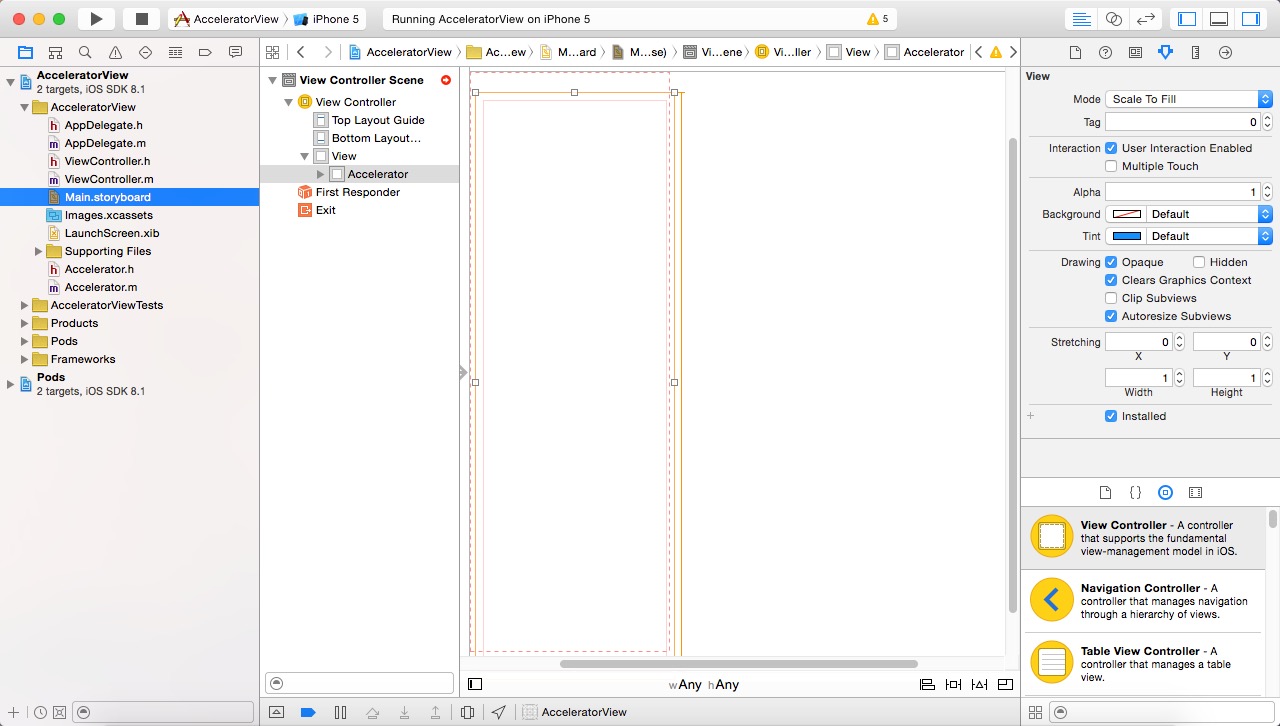 AcceleratorView iPhone 5
Running AcceleratorView on iPhone 5
5
AcceleratorView Ac...ew M...ard M...se) Vi...ene Vi...ller View Accelerator
AcceleratorView
2 targets, iOS SDK 8.1
AcceleratorView
h AppDelegate.h
m AppDelegate.m
h ViewController.h
m ViewController.m
Main.storyboard
Images.xcassets
LaunchScreen.xib
Supporting Files
h Accelerator.h
m Accelerator.m
AcceleratorViewTests
Products
Pods
Frameworks
Pods
2 targets, iOS SDK 8.1
View Controller Scene
View Controller
Top Layout Guide
Bottom Layout...
View
Accelerator
First Responder
Exit
wAny hAny
AcceleratorView
View
Mode Scale To Fill
Tag 0
Interaction User Interaction Enabled
Multiple Touch
Alpha 1
Background Default
Tint Default
Drawing Opaque Hidden
Clears Graphics Context
Clip Subviews
Autoresize Subviews
Stretching 0 0
X Y
1 1
Width Height
+ Installed
{}
View Controller - A controller
that supports the fundamental
view-management model in iOS.
Navigation Controller - A
controller that manages navigation
through a hierarchy of views.
Table View Controller - A
controller that manages a table
view.